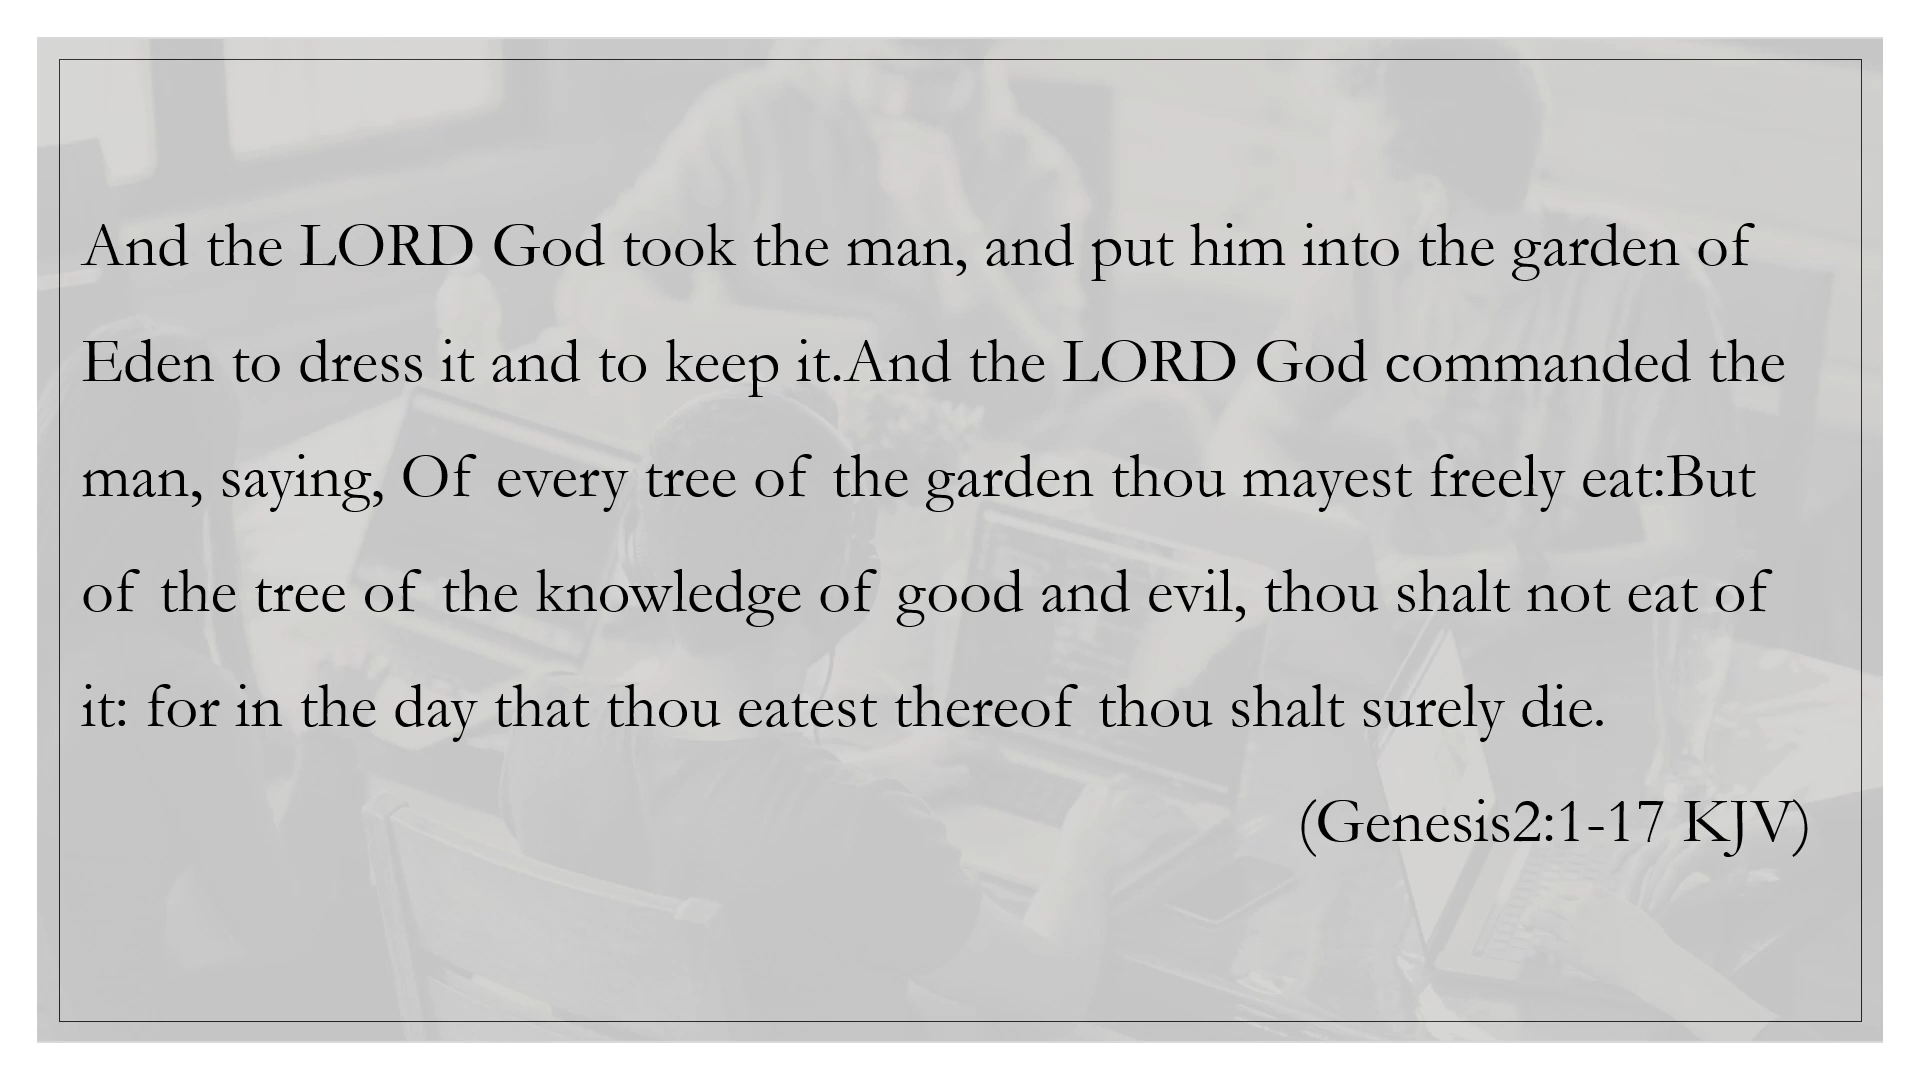 And the LORD God took the man, and put him into the garden of
Eden to dress it and to keep it.And the LORD God commanded the
man, saying, Of every tree of the garden thou mayest freely eat:But
of the tree of the knowledge of good and evil, thou shalt not eat of
it: for in the day that thou eatest thereof thou shalt surely die.
(Genesis2:1-17 KJV)